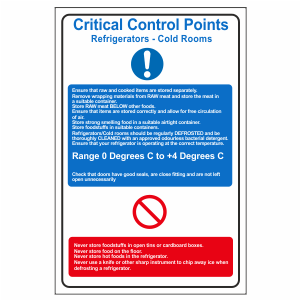 Critical Control Points
Refrigerators - Cold Rooms
Ensure that raw and cooked items are stored separately.
Remove wrapping materials from RAW meat and store the meat in
a suitable container.
Store RAW meat BELOW other foods.
Ensure that items are stored correctly and allow for free circulation
of air.
Store strong smelling food in a suitable airtight container.
Store foodstuffs in suitable containers.
Refrigerators/Cold Rooms should be regularly DEFROSTED and be
thoroughly CLEANED with an approved odourless bacterial detergent.
Ensure that your refrigerator is operating at the correct temperature.
Range 0 Degrees C to +4 Degrees C
Check that doors have good seals, are close fitting and are not left
open unnecessarily
Never store foodstuffs in open tins or cardboard boxes.
Never store food on the floor.
Never store hot foods in the refrigerator.
Never use a knife or other sharp instrument to chip away ice when
defrosting a refrigerator.